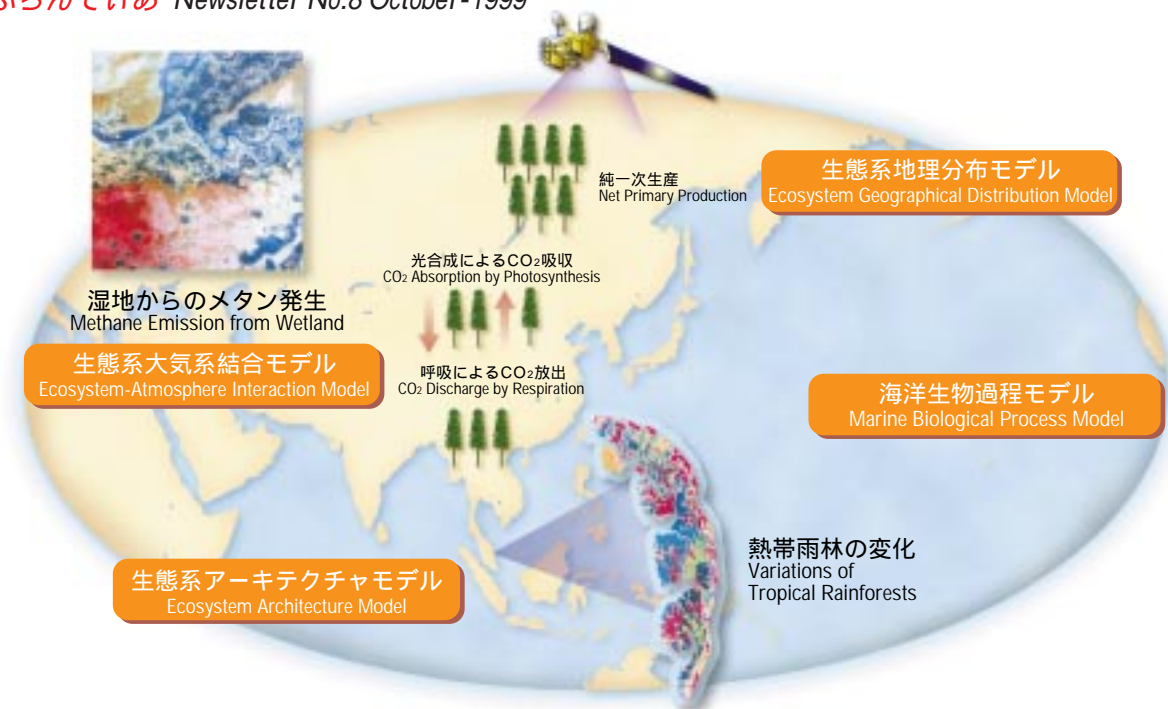 ふろんてぃあ Newsletter No.8 October-1999
純一次生産
Net Primary Production
生態系地理分布モデル
Ecosystem Geographical Distribution Model
光合成によるCO₂吸収
CO₂ Absorption by Photosynthesis
湿地からのメタン発生
Methane Emission from Wetland
生態系大気系結合モデル
Ecosystem-Atmosphere Interaction Model
呼吸によるCO₂放出
CO₂ Discharge by Respiration
海洋生物過程モデル
Marine Biological Process Model
熱帯雨林の変化
Variations of
Tropical Rainforests
生態系アーキテクチャモデル
Ecosystem Architecture Model